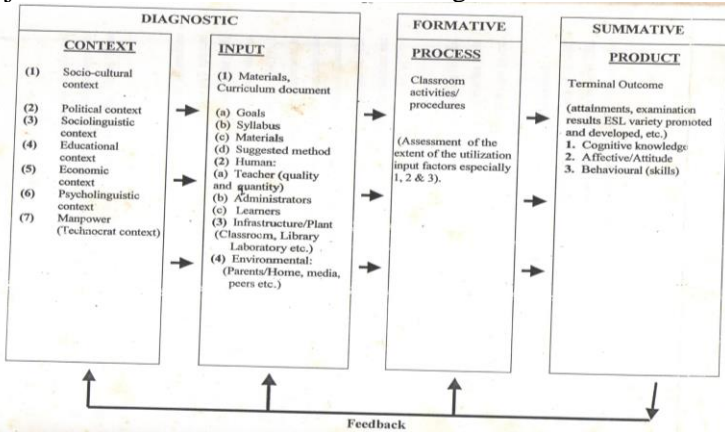 DIAGNOSTIC
CONTEXT
(1) Socio-cultural
context
(2) Political context
(3) Sociolinguistic
context
(4) Educational
context
(5) Economic
context
(6) Psycholinguistic
context
(7) Manpower
(Technocrat context)
INPUT
(1) Materials,
Curriculum document
(a) Goals
(b) Syllabus
(c) Materials
(d) Suggested method
(2) Human:
(a) Teacher (quality
and quantity)
(b) Administrators
(c) Learners
(3) Infrastructure/Plant
(Classroom, Library
Laboratory etc.)
(4) Environmental:
(Parents/Home, media,
peers etc.)
FORMATIVE
PROCESS
Classroom
activities/
procedures
(Assessment of the
extent of the utilization
input factors especially
1, 2 & 3).
SUMMATIVE
PRODUCT
Terminal Outcome
(attainments, examination
results ESL variety promoted
and developed, etc.)
1. Cognitive knowledge
2. Affective/Attitude
3. Behavioural (skills)
Feedback